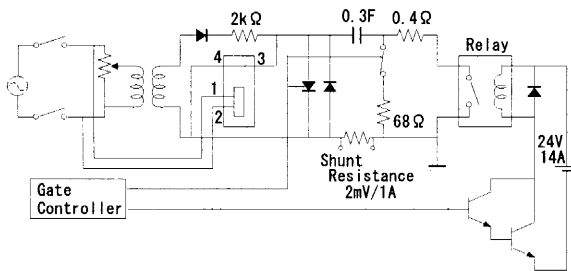 2kΩ
0.3F
0.4Ω
Relay
4
3
1
2
68Ω
Shunt
Resistance
2mV/1A
24V
14A
Gate
Controller